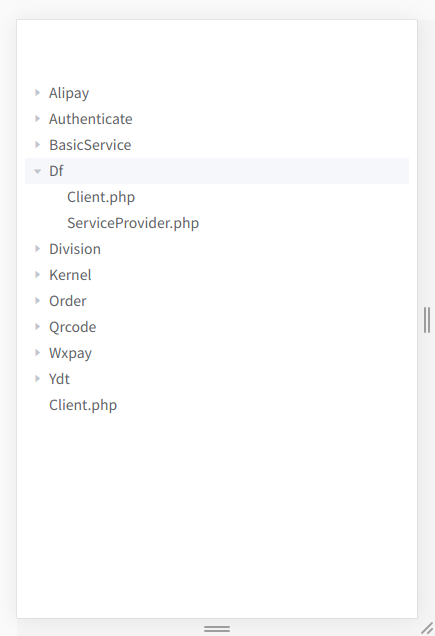 Alipay
Authenticate
BasicService
Df
Client.php
ServiceProvider.php
Division
Kernel
Order
Qrcode
Wxpay
Ydt
Client.php